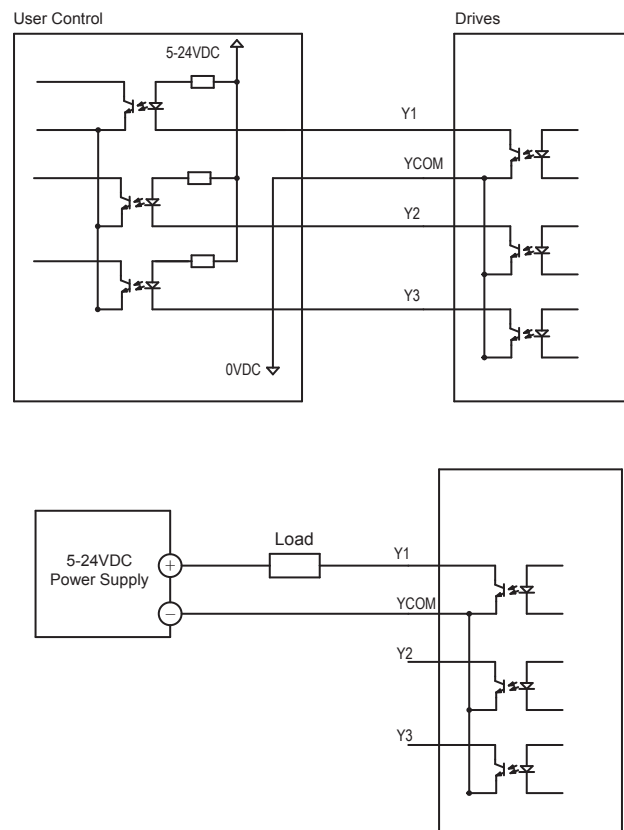 User Control
Drives
5-24VDC
Y1
YCOM
Y2
Y3
0VDC
5-24VDC
Power Supply
+
−
Load
Y1
YCOM
Y2
Y3